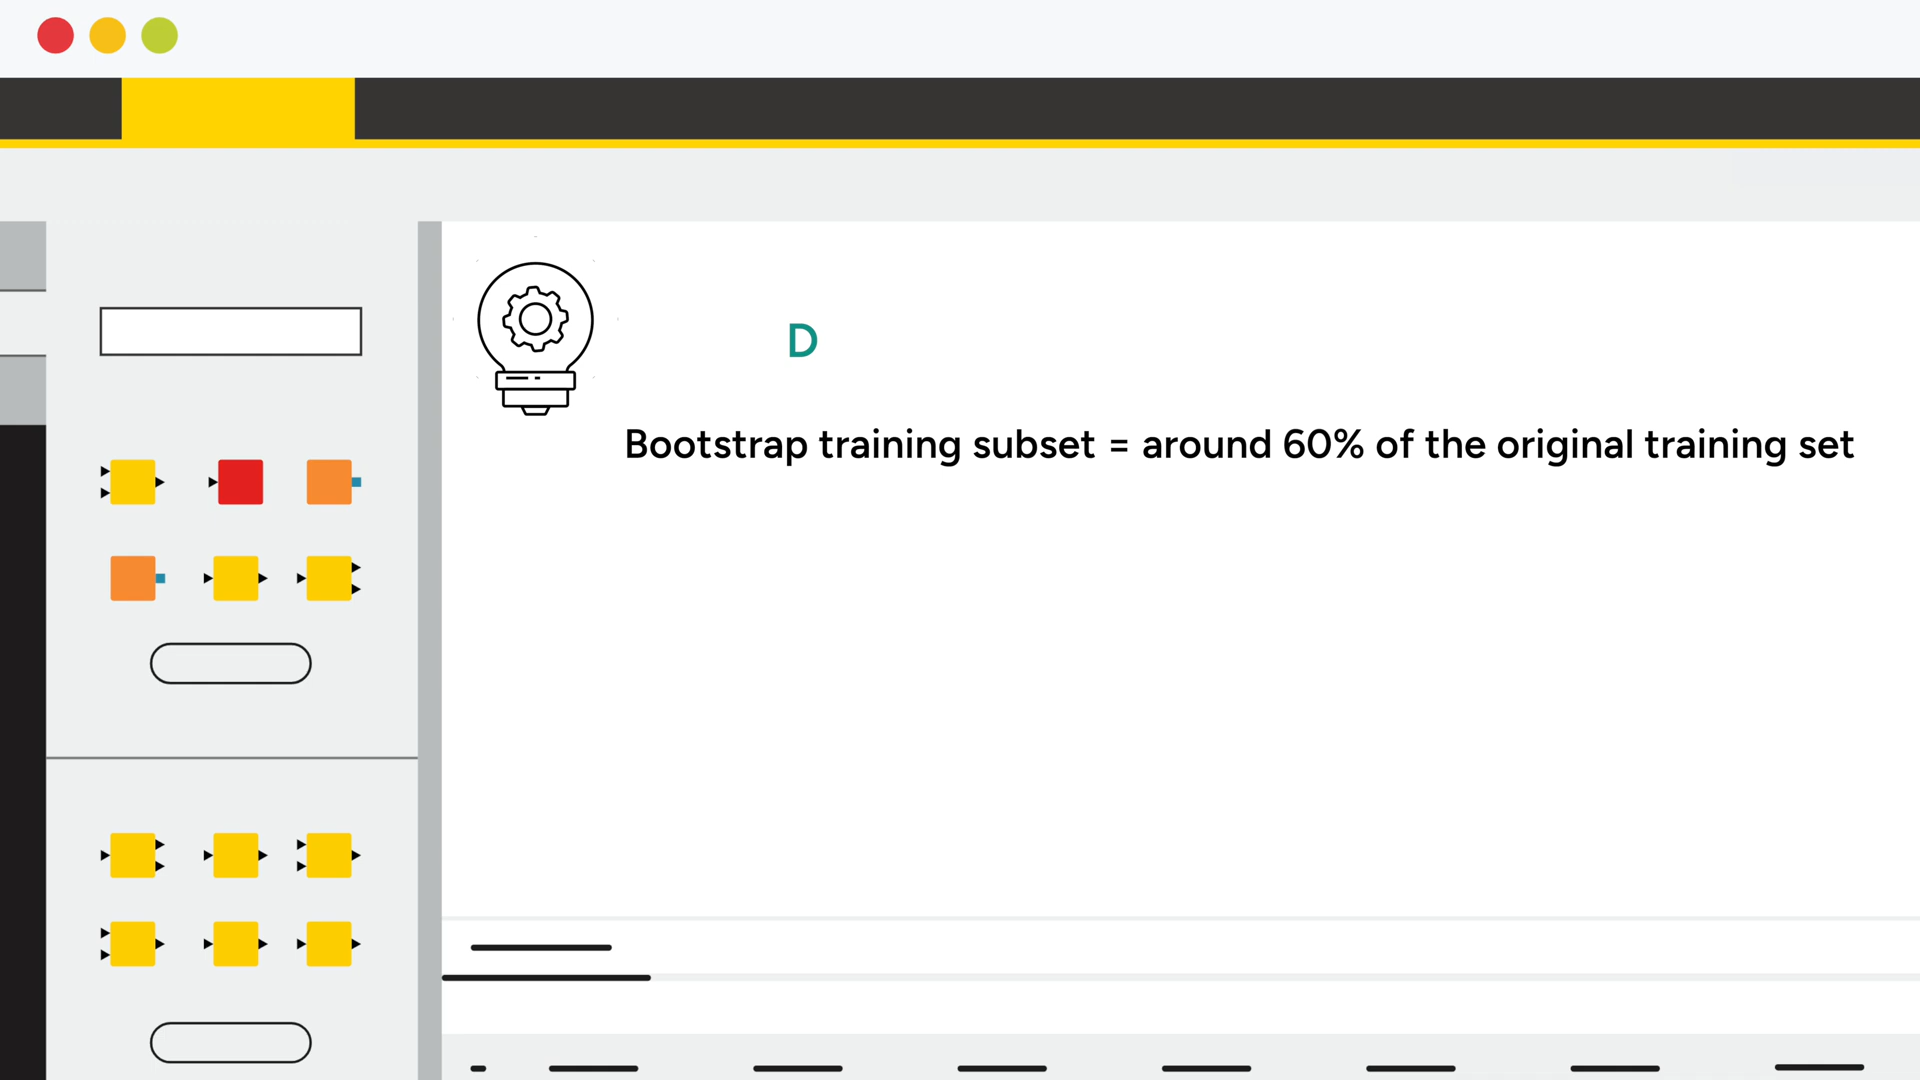 D
Bootstrap training subset = around 60% of the original training set